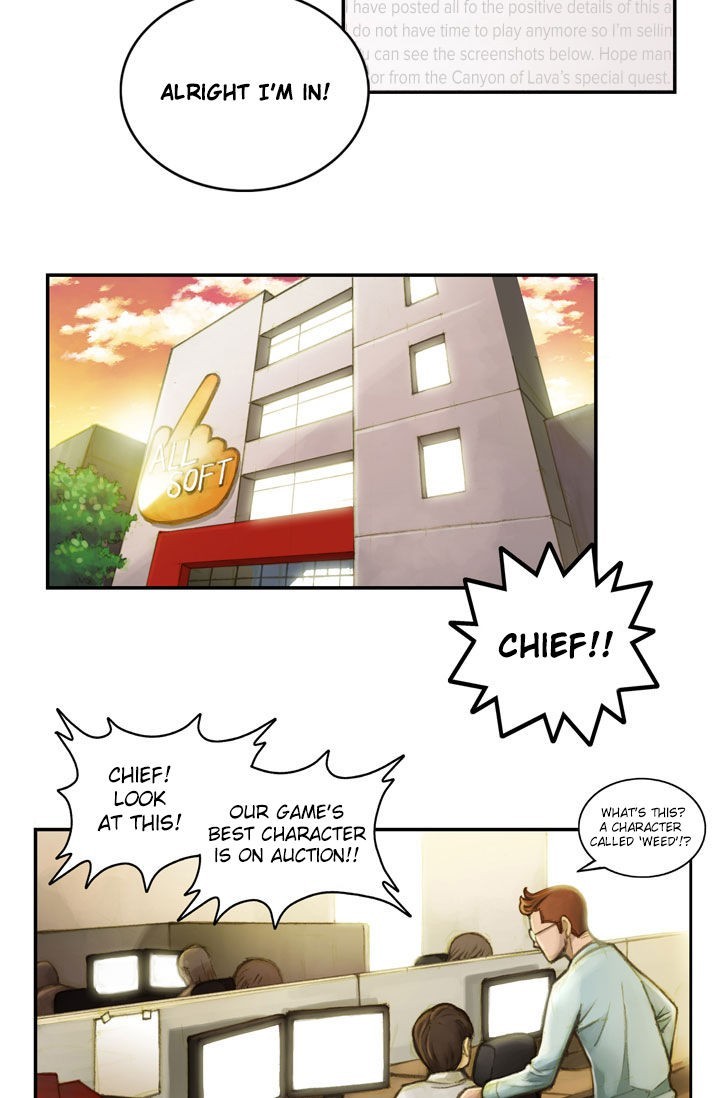 have posted all fo the positive details of this a
do not have time to play anymore so I'm sellin
can see the screenshots below. Hope man
or from the Canyon of Lava's special quest.
ALRIGHT I'M IN!
ALL
SOFT
CHIEF!!
CHIEF!
LOOK
AT THIS!
OUR GAME'S
BEST CHARACTER
IS ON AUCTION!!
WHAT'S THIS?
A CHARACTER
CALLED 'WEED'!?